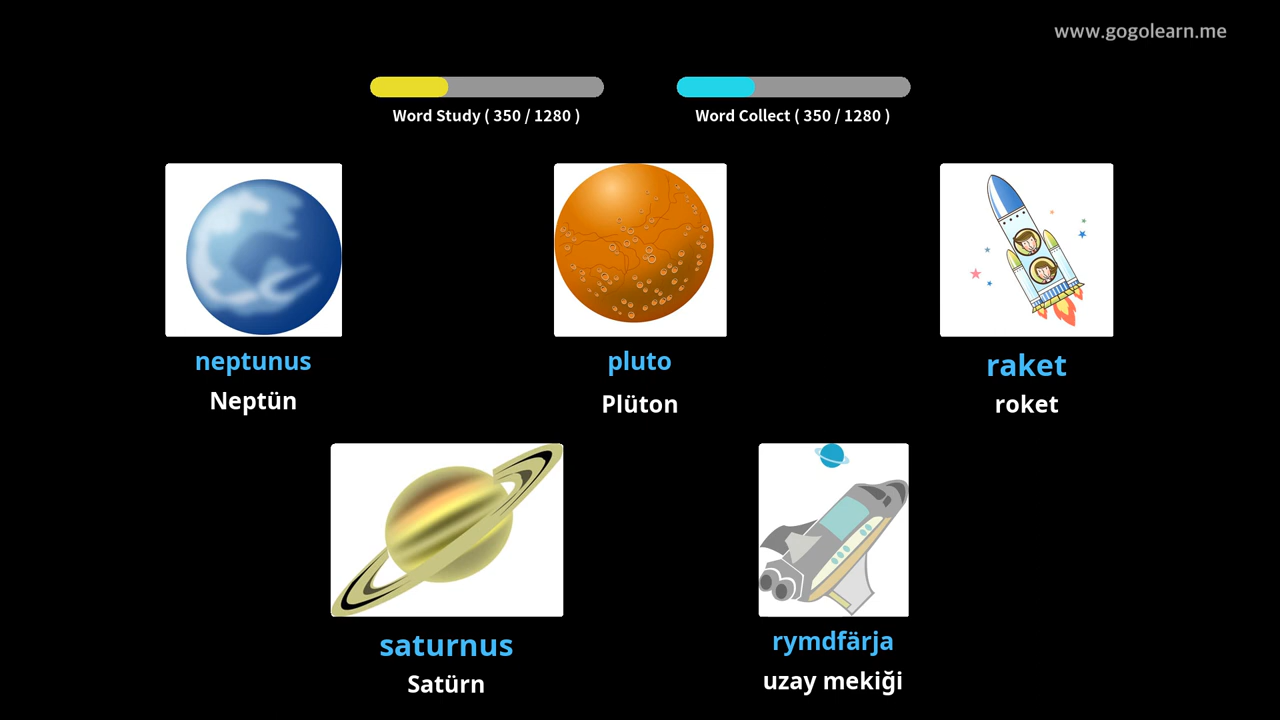 www.gogolearn.me
Word Study ( 350 / 1280 )
Word Collect ( 350 / 1280 )
neptunus
Neptün
pluto
Plüton
raket
roket
saturnus
Satürn
rymdfärja
uzay mekiği